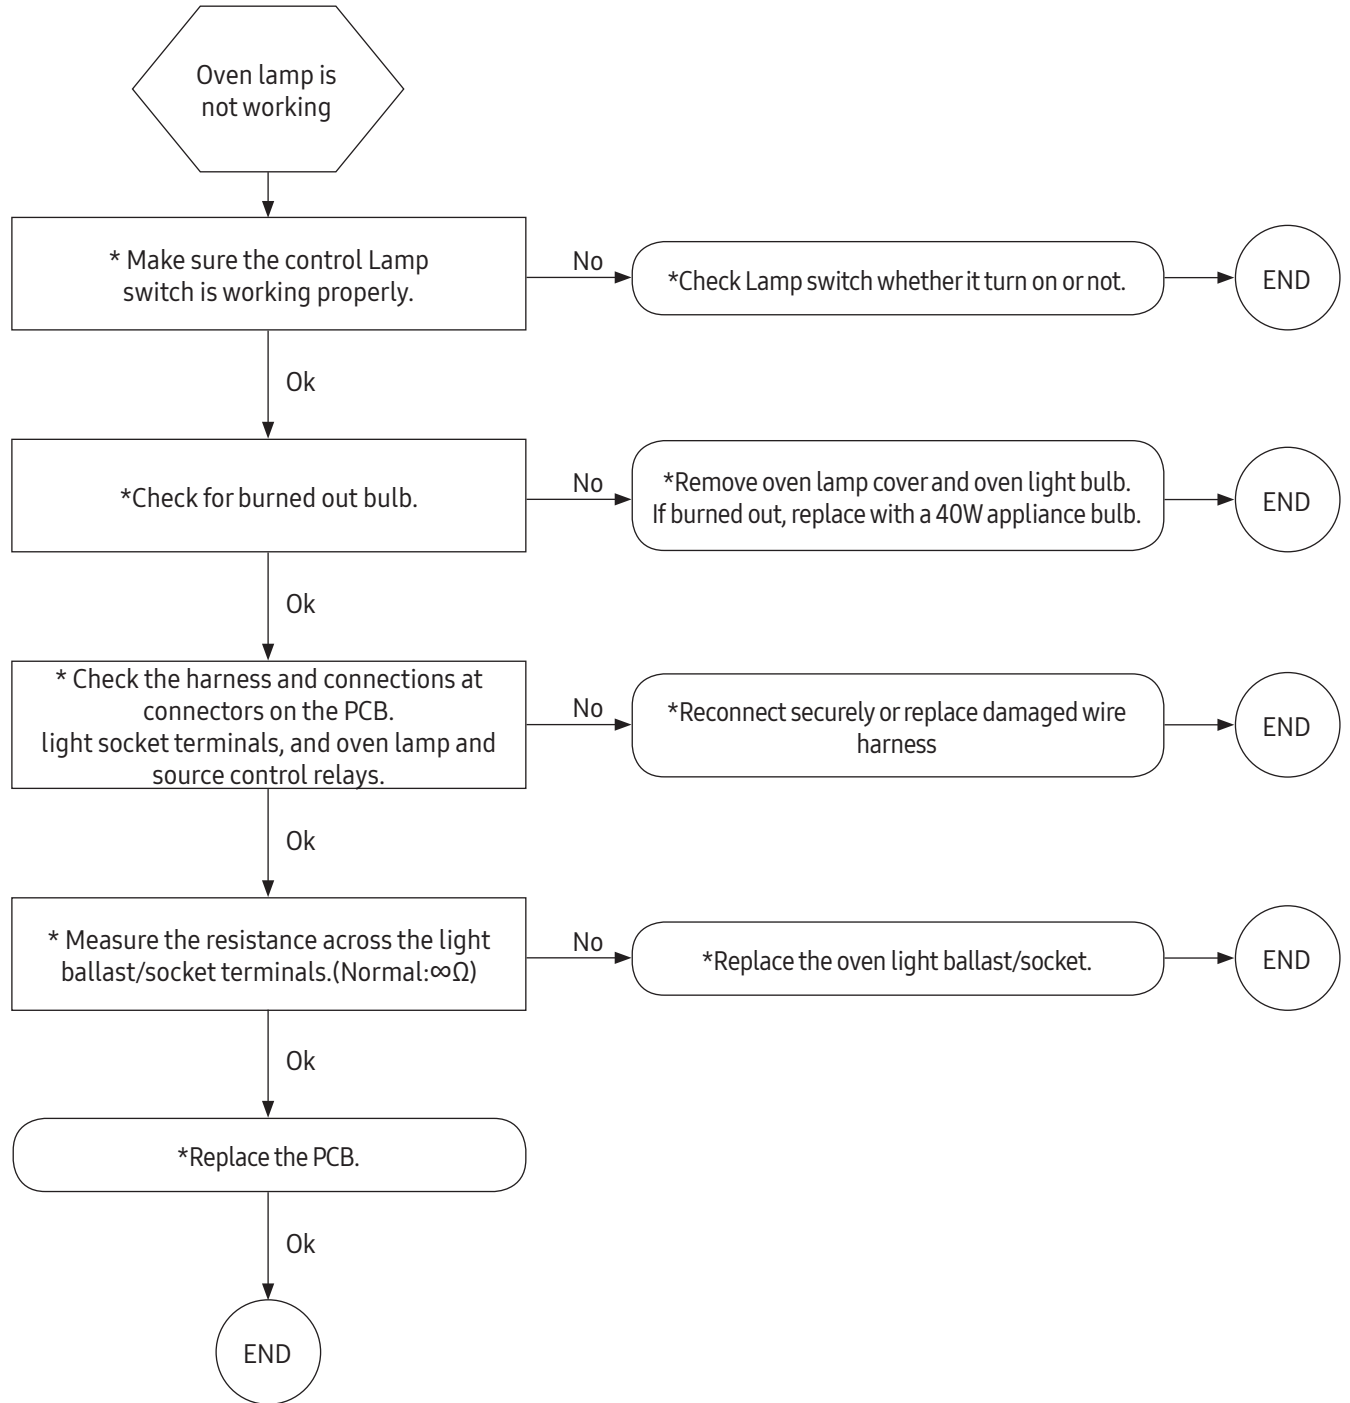 Oven lamp is
not working
* Make sure the control Lamp
switch is working properly.
No
*Check Lamp switch whether it turn on or not.
END
Ok
*Check for burned out bulb.
No
*Remove oven lamp cover and oven light bulb.
If burned out, replace with a 40W appliance bulb.
END
Ok
* Check the harness and connections at
connectors on the PCB.
light socket terminals, and oven lamp and
source control relays.
No
*Reconnect securely or replace damaged wire
harness
END
Ok
* Measure the resistance across the light
ballast/socket terminals.(Normal:∞Ω)
No
*Replace the oven light ballast/socket.
END
Ok
*Replace the PCB.
Ok
END